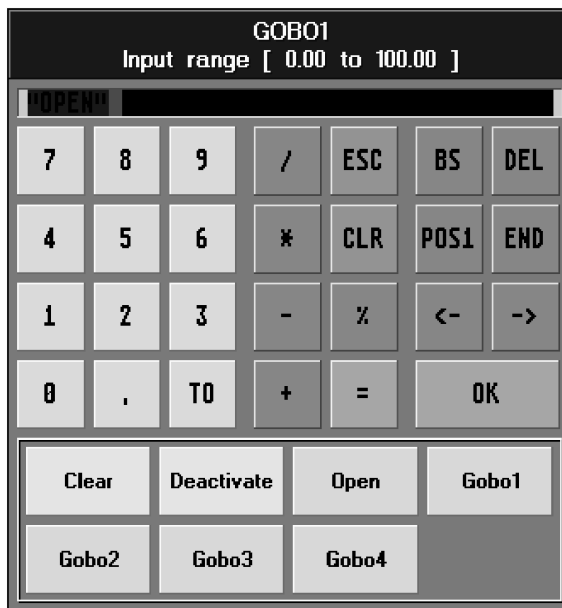 GOBO1
Input range [ 0.00 to 100.00 ]
"OPEN"
7 8 9 / ESC BS DEL
4 5 6 * CLR POS1 END
1 2 3 - % <- ->
0 . TO + = OK
Clear Deactivate Open Gobo1
Gobo2 Gobo3 Gobo4